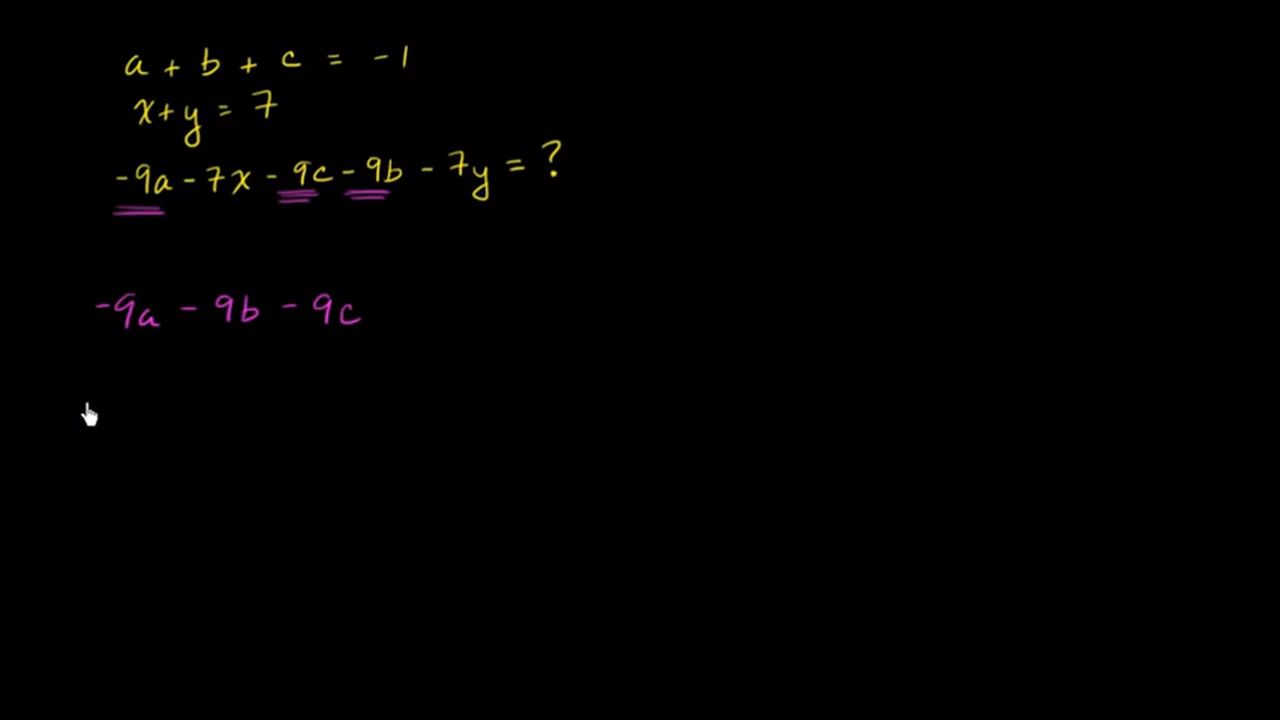 a + b + c = -1
x+y = 7
-9a - 7x - 9c - 9b - 7y = ?
-9a - 9b - 9c